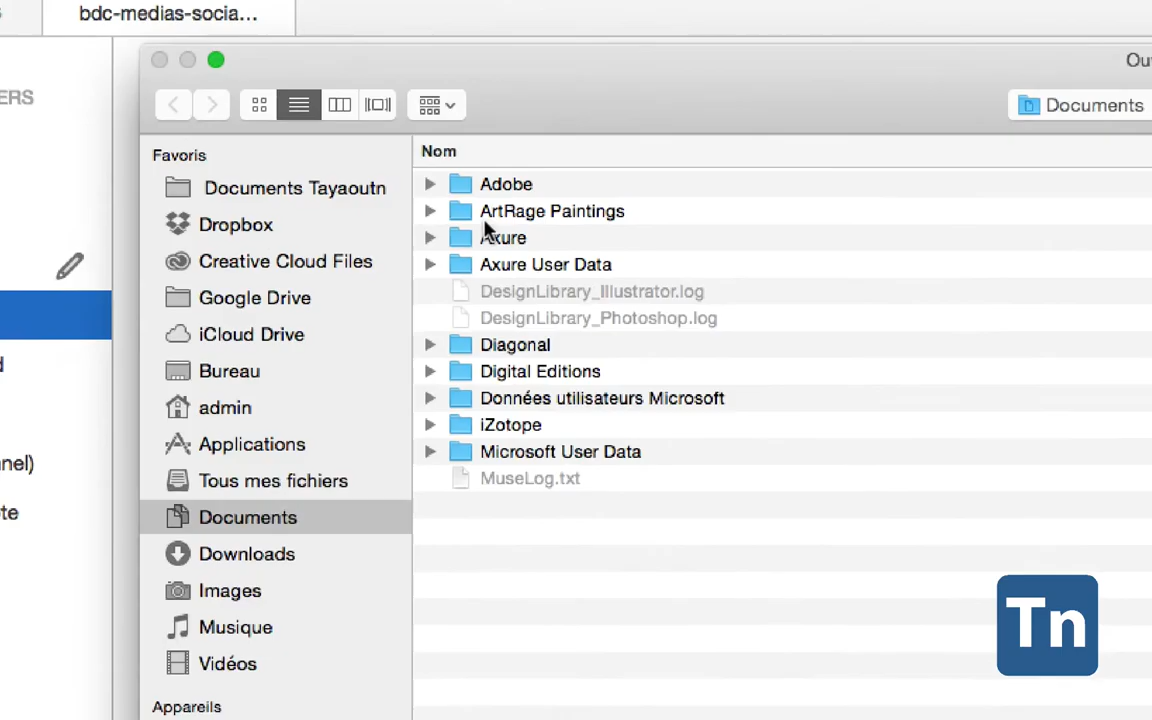 bdc-medias-socia...
ERS
Documents
Favoris
Nom
Documents Tayaoutn
Adobe
Dropbox
ArtRage Paintings
Axure
Creative Cloud Files
Axure User Data
Google Drive
DesignLibrary_Illustrator.log
iCloud Drive
DesignLibrary_Photoshop.log
Bureau
Diagonal
Digital Editions
admin
Données utilisateurs Microsoft
Applications
iZotope
nel)
Microsoft User Data
Tous mes fichiers
MuseLog.txt
te
Documents
Downloads
Images
Musique
Vidéos
Appareils
Tn